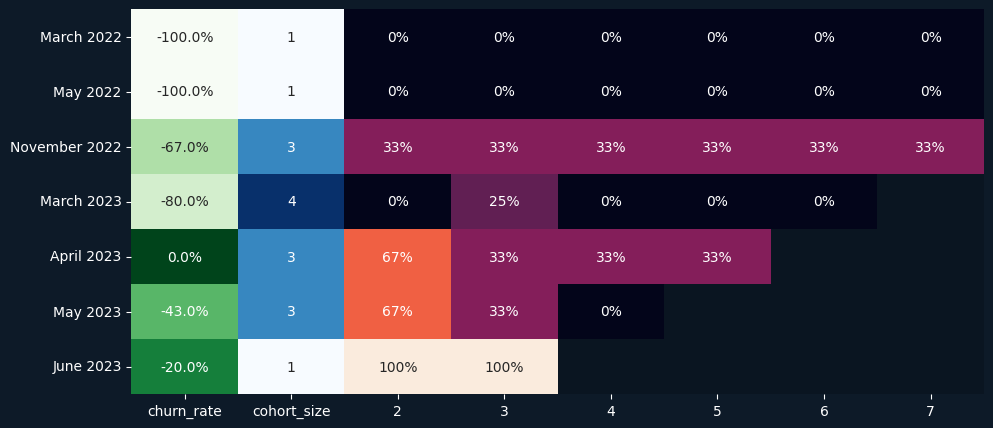 March 2022 -100.0% 1 0% 0% 0% 0% 0% 0%
May 2022 -100.0% 1 0% 0% 0% 0% 0% 0%
November 2022 -67.0% 3 33% 33% 33% 33% 33% 33%
March 2023 -80.0% 4 0% 25% 0% 0% 0%
April 2023 0.0% 3 67% 33% 33% 33%
May 2023 -43.0% 3 67% 33% 0%
June 2023 -20.0% 1 100% 100%
churn_rate cohort_size 2 3 4 5 6 7